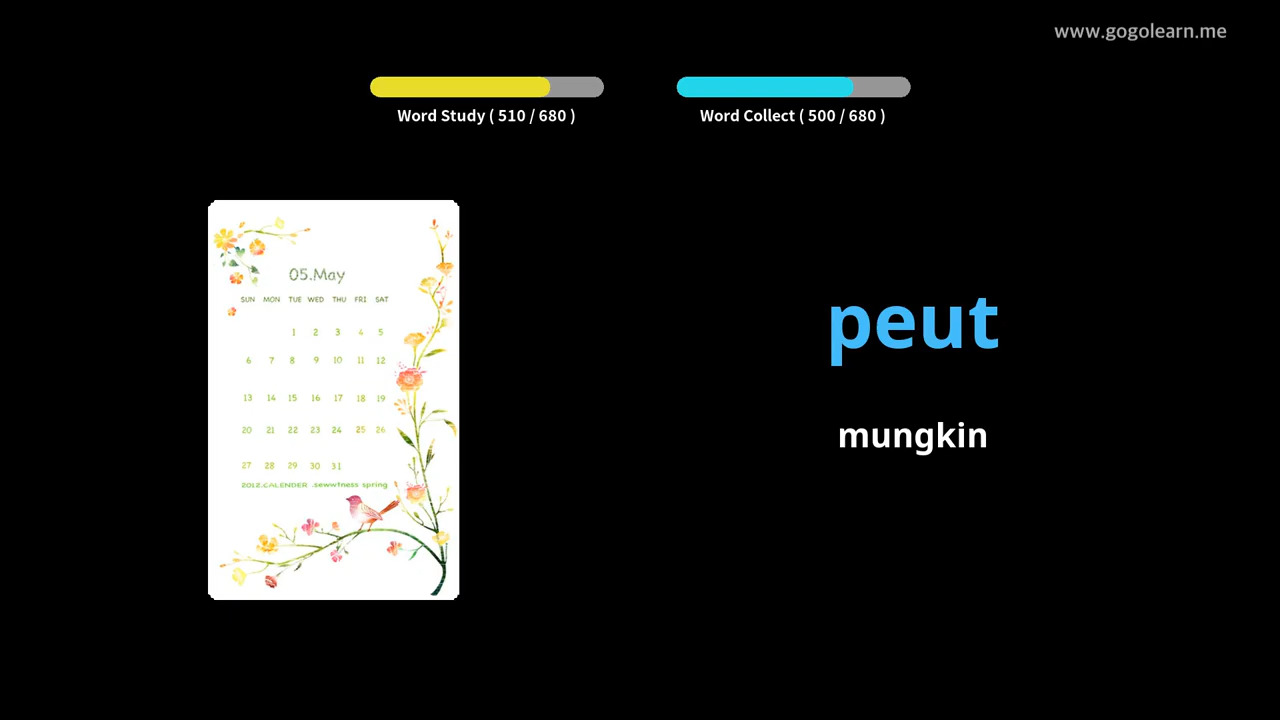 www.gogolearn.me
Word Study ( 510 / 680 )
Word Collect ( 500 / 680 )
05.May
SUN MON TUE WED THU FRI SAT
1 2 3 4 5
6 7 8 9 10 11 12
13 14 15 16 17 18 19
20 21 22 23 24 25 26
27 28 29 30 31
2012.CALENDER .sewwtness spring
peut
mungkin